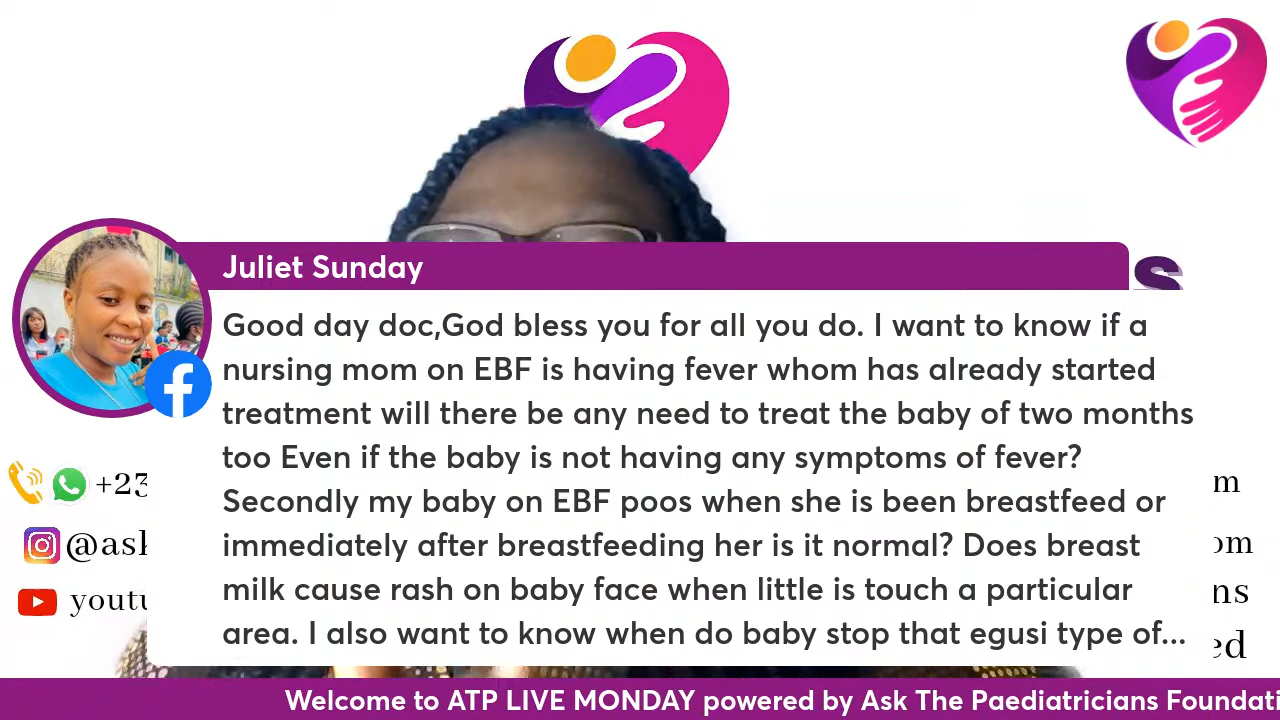 s
Juliet Sunday
Good day doc,God bless you for all you do. I want to know if a
nursing mom on EBF is having fever whom has already started
treatment will there be any need to treat the baby of two months
too Even if the baby is not having any symptoms of fever?
Secondly my baby on EBF poos when she is been breastfeed or
immediately after breastfeeding her is it normal? Does breast
milk cause rash on baby face when little is touch a particular
area. I also want to know when do baby stop that egusi type of...
+23
m
@ask
om
youtu
ns
ed
Welcome to ATP LIVE MONDAY powered by Ask The Paediatricians Foundati